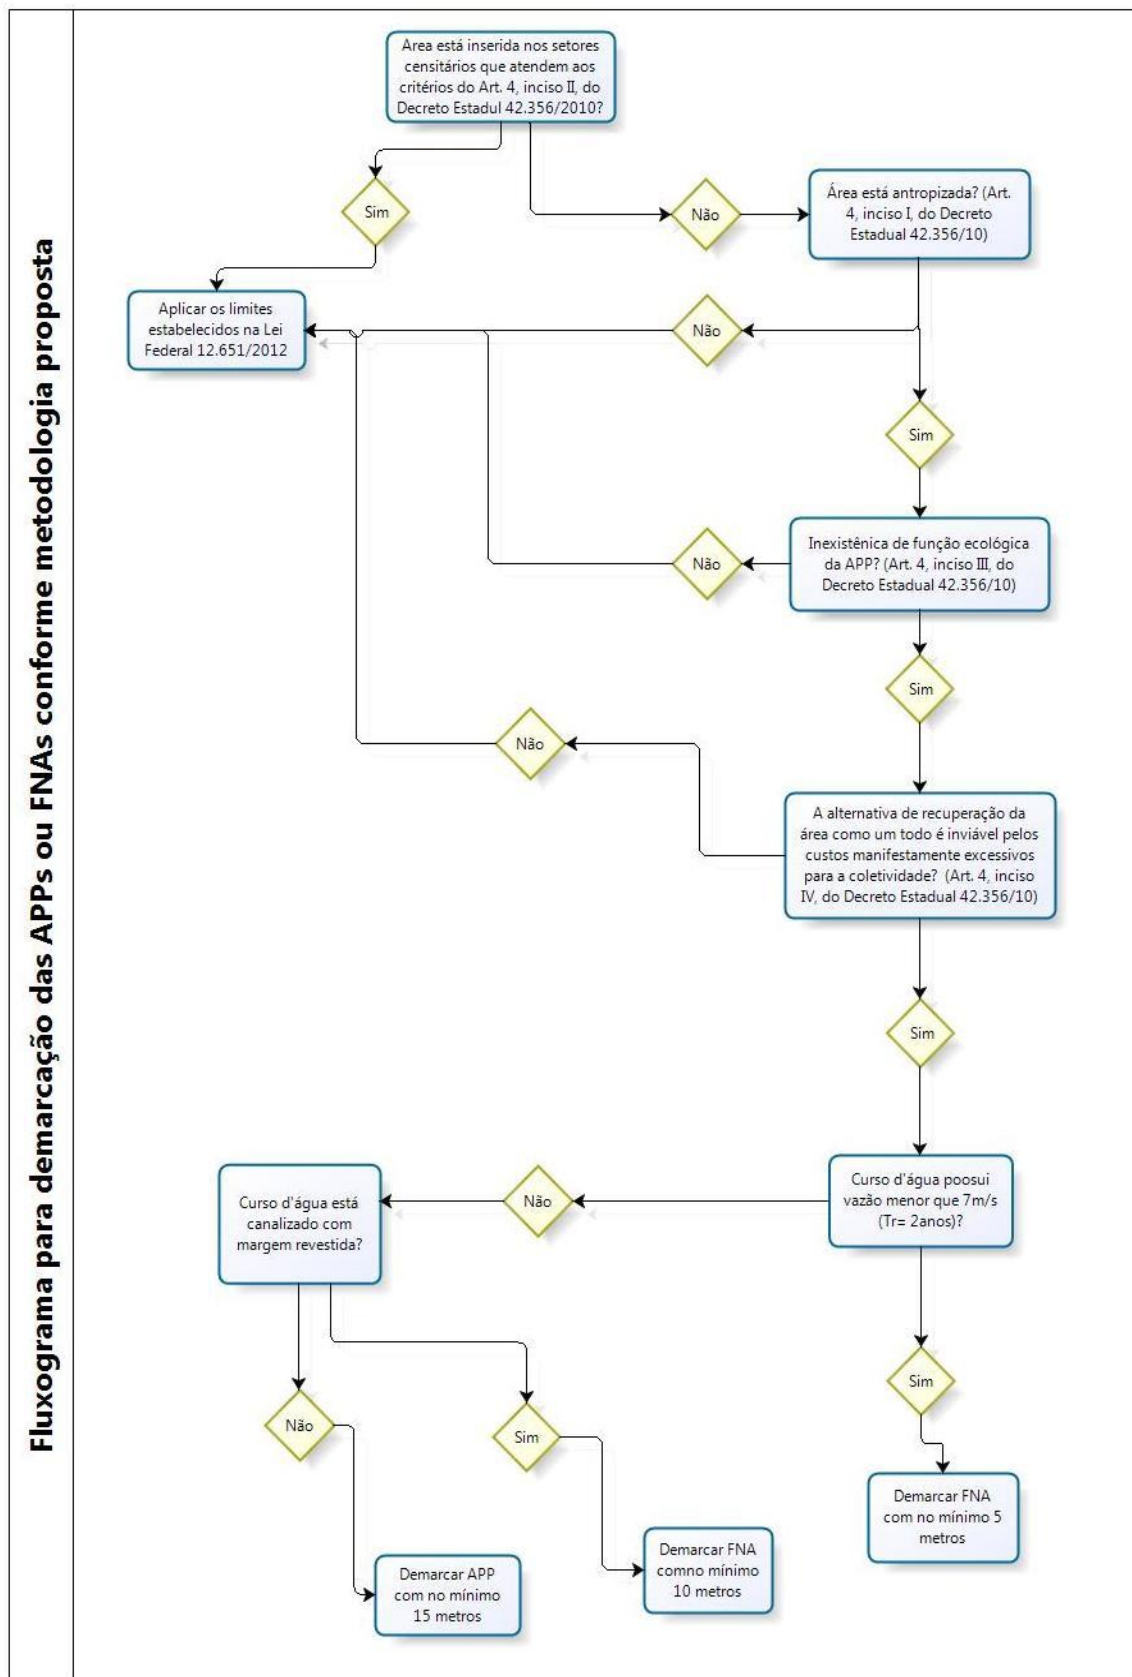 Fluxograma para demarcação das APPs ou FNAs conforme metodologia proposta
Area está inserida nos setores
censitários que atendem aos
critérios do Art. 4, inciso II, do
Decreto Estadul 42.356/2010?
Sim
Não
Área está antropizada? (Art.
4, inciso I, do Decreto
Estadual 42.356/10)
Aplicar os limites
estabelecidos na Lei
Federal 12.651/2012
Não
Sim
Inexistênica de função ecológica
da APP? (Art. 4, inciso III, do
Decreto Estadual 42.356/10)
Não
Sim
Não
A alternativa de recuperação da
área como um todo é inviável pelos
custos manifestamente excessivos
para a coletividade? (Art. 4, inciso
IV, do Decreto Estadual 42.356/10)
Sim
Curso d'água poosui
vazão menor que 7m/s
(Tr= 2anos)?
Não
Curso d'água está
canalizado com
margem revestida?
Sim
Não
Sim
Demarcar FNA
com no mínimo 5
metros
Demarcar FNA
comno mínimo
10 metros
Demarcar APP
com no mínimo
15 metros